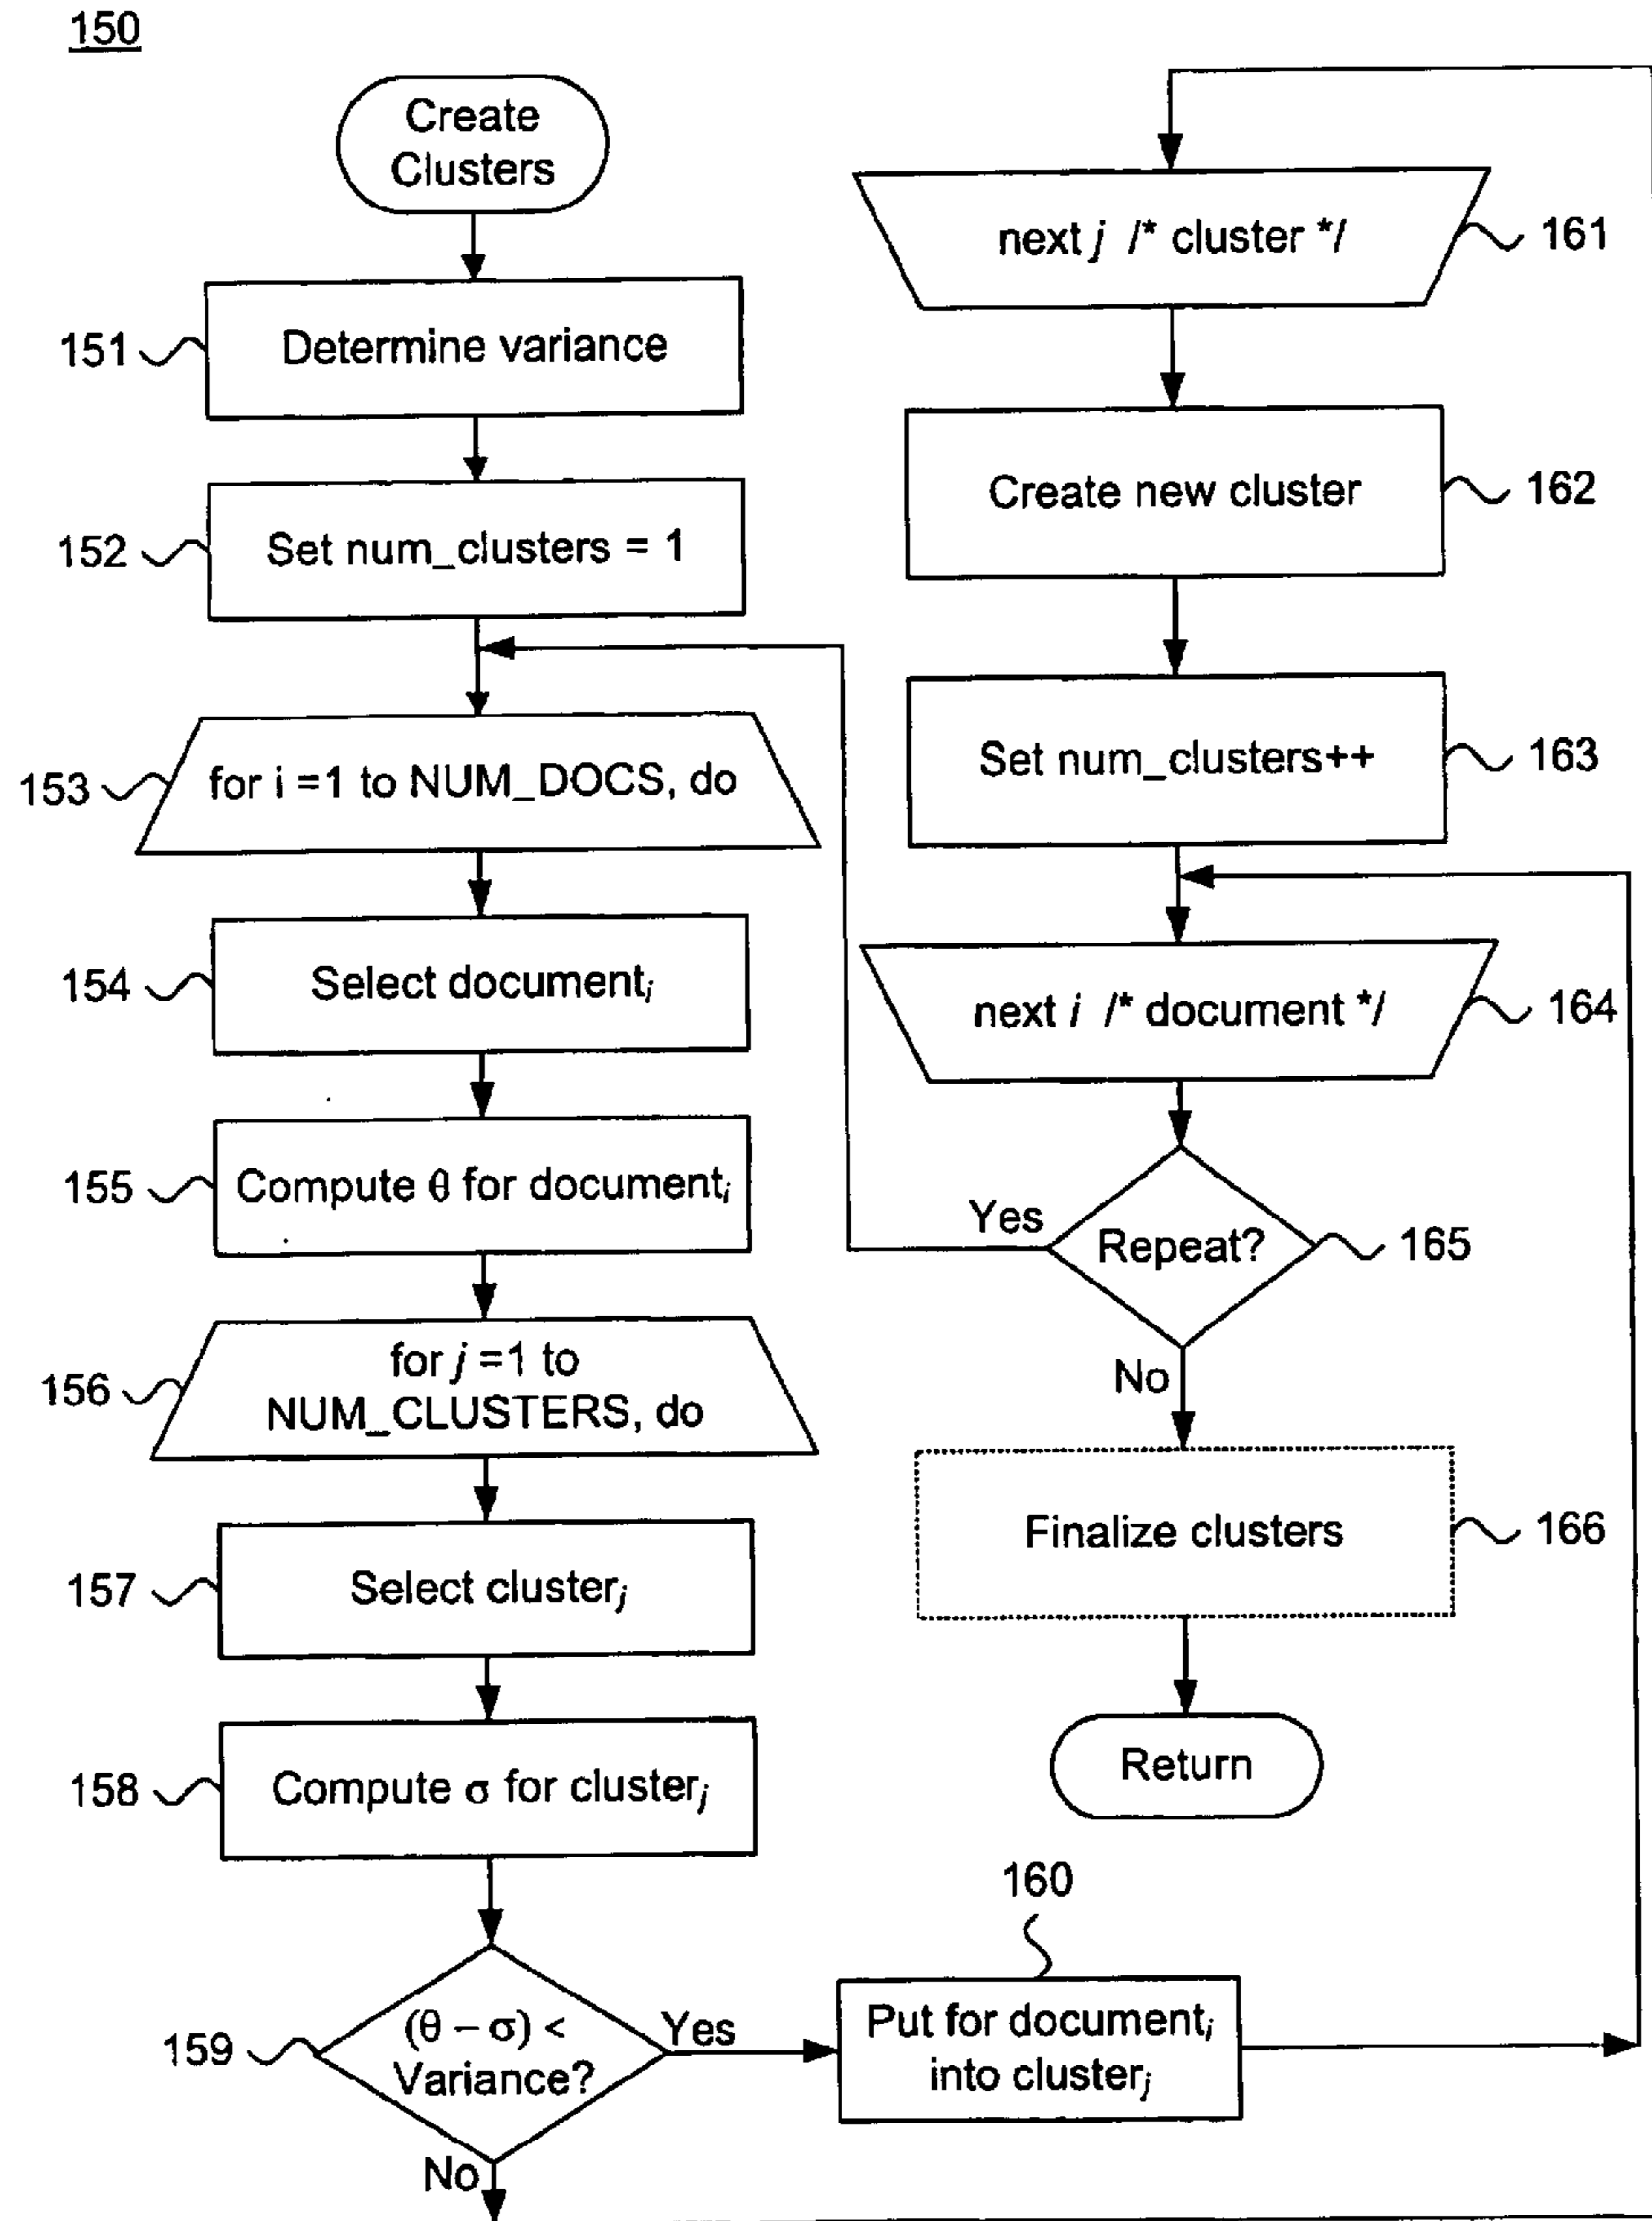 150
Create
Clusters
151
Determine variance
152
Set num_clusters = 1
153
for i =1 to NUM_DOCS, do
154
Select documentᵢ
155
Compute θ for documentᵢ
156
for j =1 to
NUM_CLUSTERS, do
157
Select clusterⱼ
158
Compute σ for clusterⱼ
159
(θ – σ) <
Variance?
Yes
No
160
Put for documentᵢ
into clusterⱼ
next j /* cluster */
161
Create new cluster
162
Set num_clusters++
163
next i /* document */
164
Yes
Repeat?
165
No
Finalize clusters
166
Return